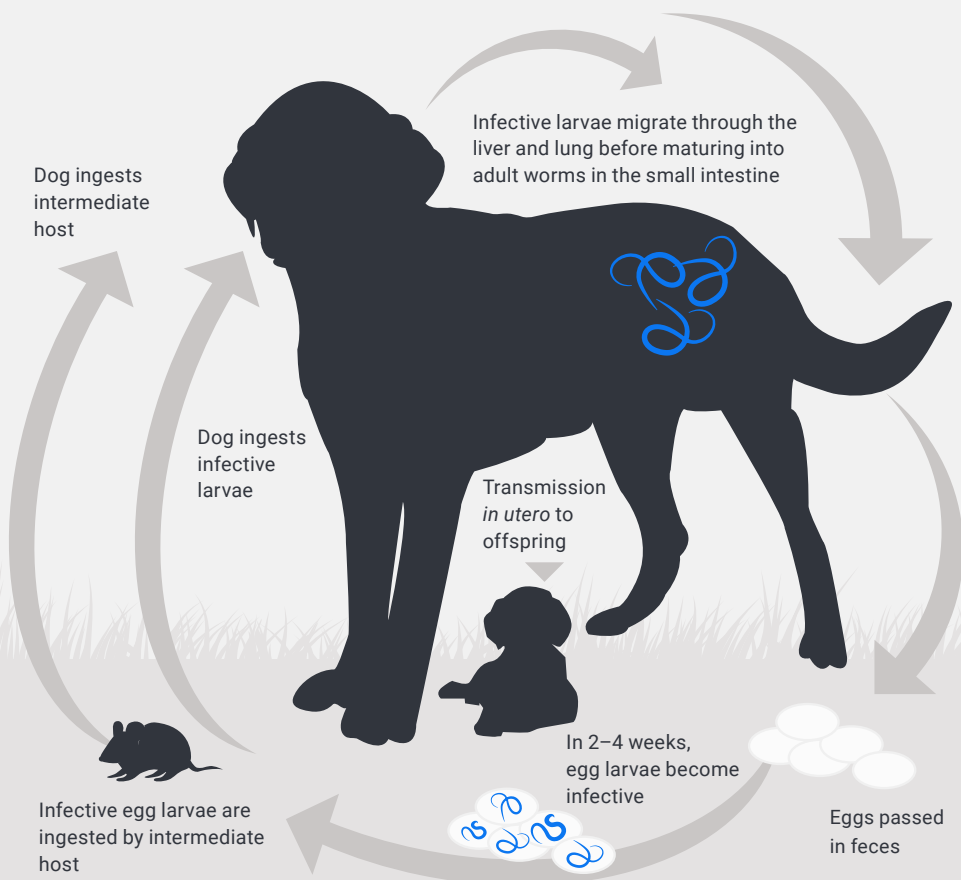 Infective larvae migrate through the
liver and lung before maturing into
adult worms in the small intestine
Dog ingests
intermediate
host
Dog ingests
infective
larvae
Transmission
in utero to
offspring
In 2–4 weeks,
egg larvae become
infective
Eggs passed
in feces
Infective egg larvae are
ingested by intermediate
host